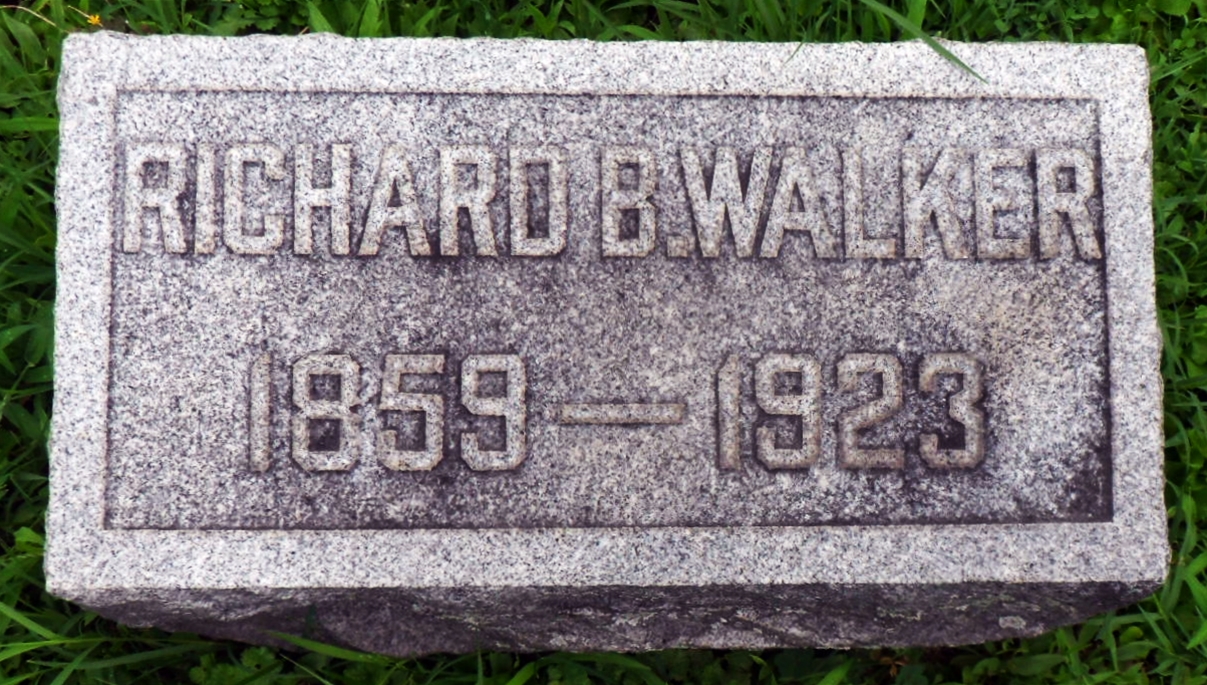 RICHARD B. WALKER
1859—1923